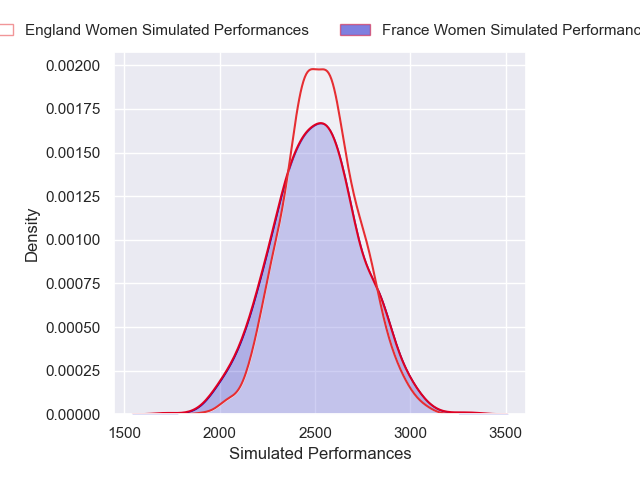 England Women Simulated Performances France Women Simulated Performanc
0.00200
0.00175
0.00150
0.00125
0.00100
0.00075
0.00050
0.00025
0.00000
Density
1500 2000 2500 3000 3500
Simulated Performances